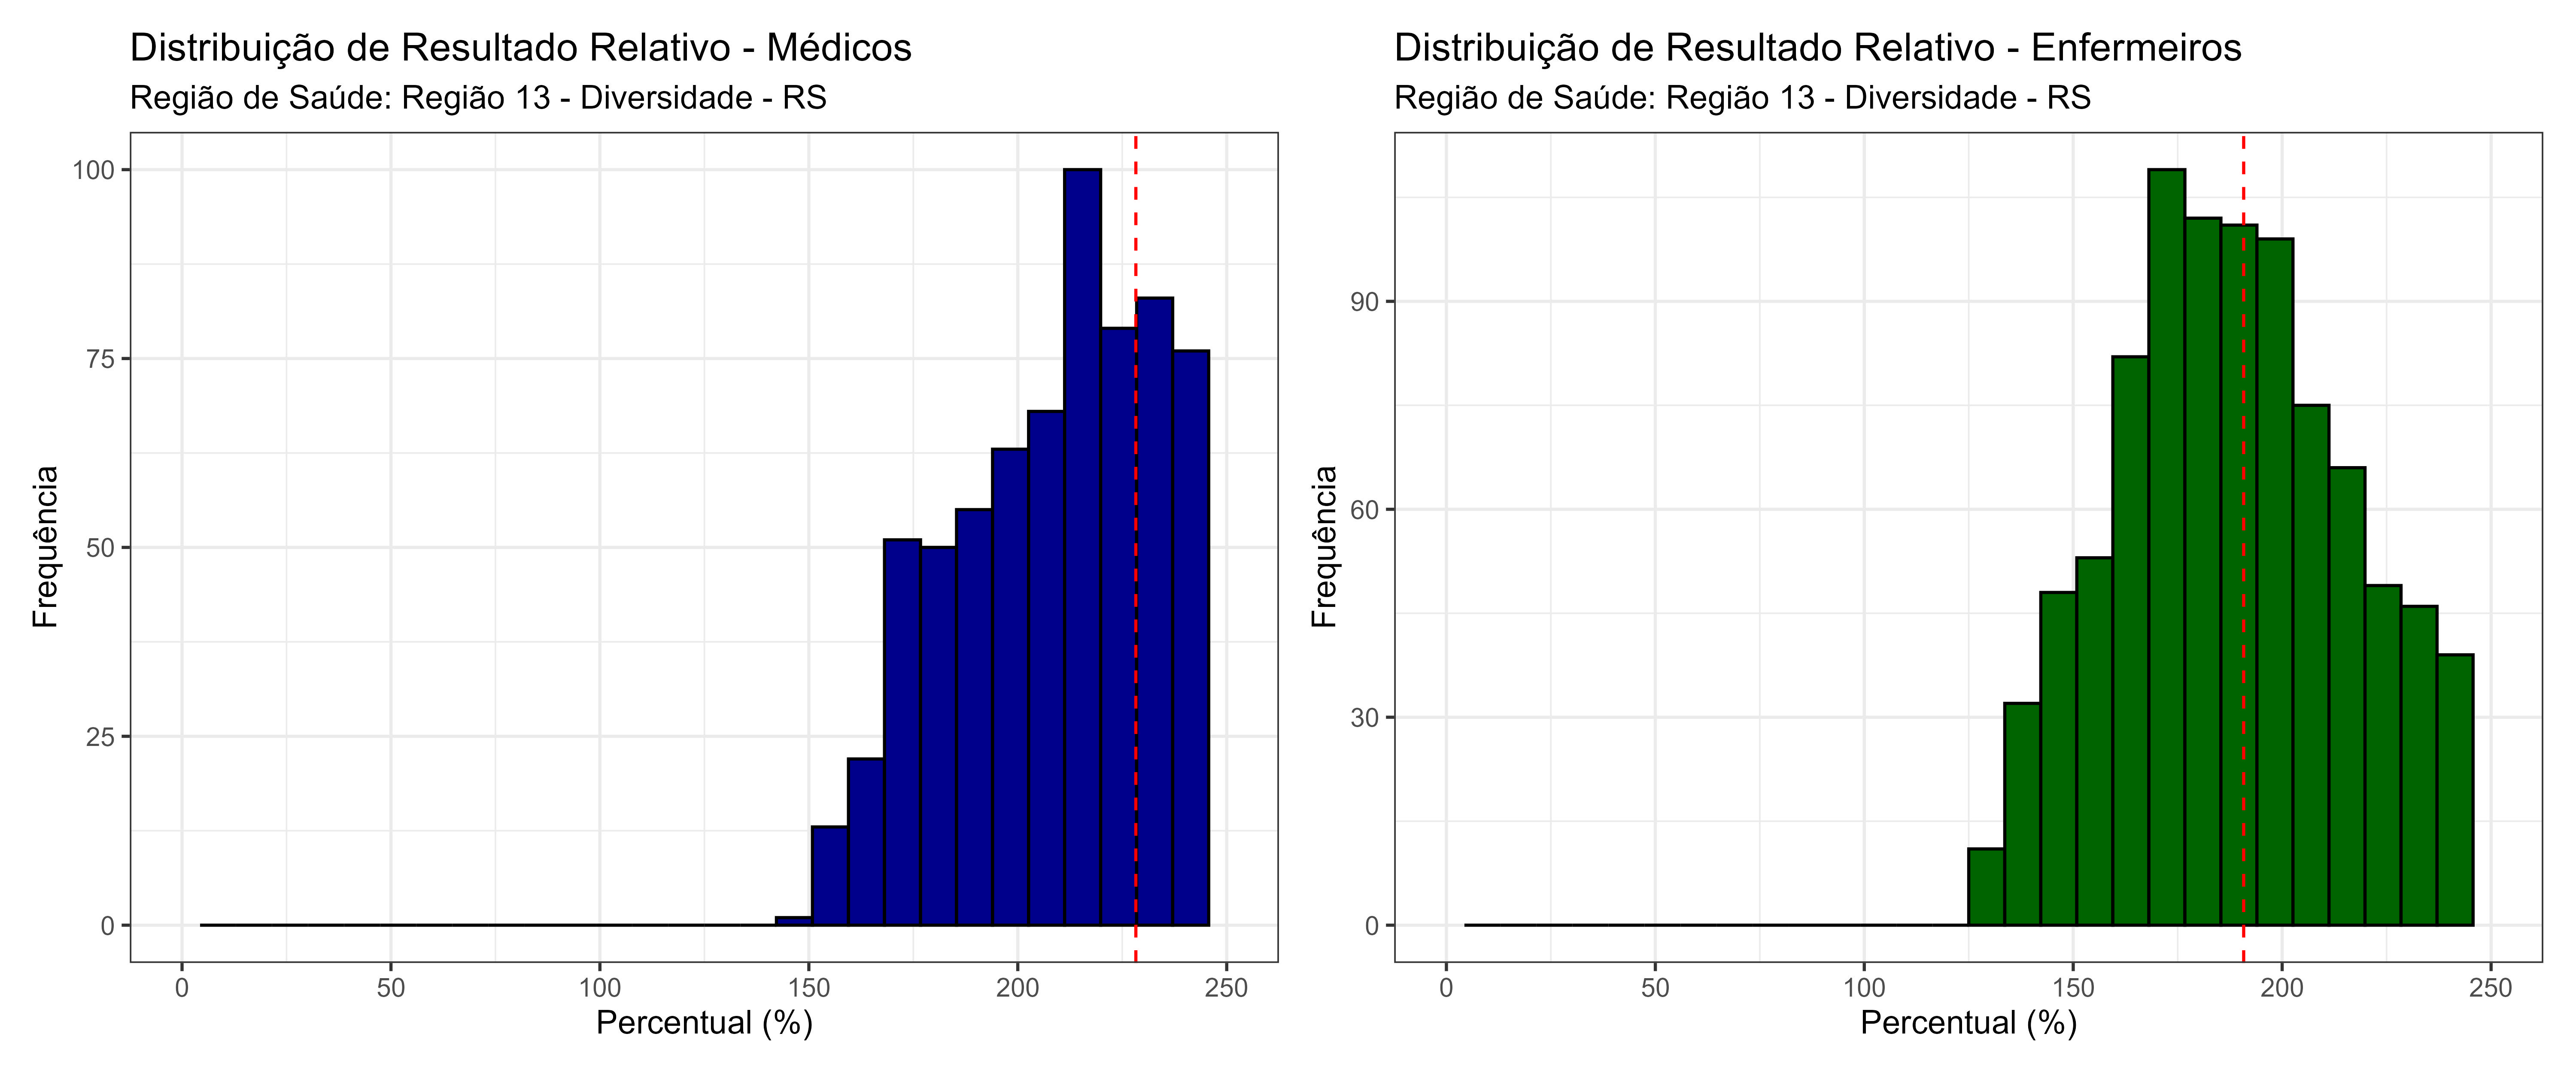 Distribuição de Resultado Relativo - Médicos
Região de Saúde: Região 13 - Diversidade - RS
100
75
50
25
0
Frequência
0 50 100 150 200 250
Percentual (%)
Distribuição de Resultado Relativo - Enfermeiros
Região de Saúde: Região 13 - Diversidade - RS
90
60
30
0
Frequência
0 50 100 150 200 250
Percentual (%)